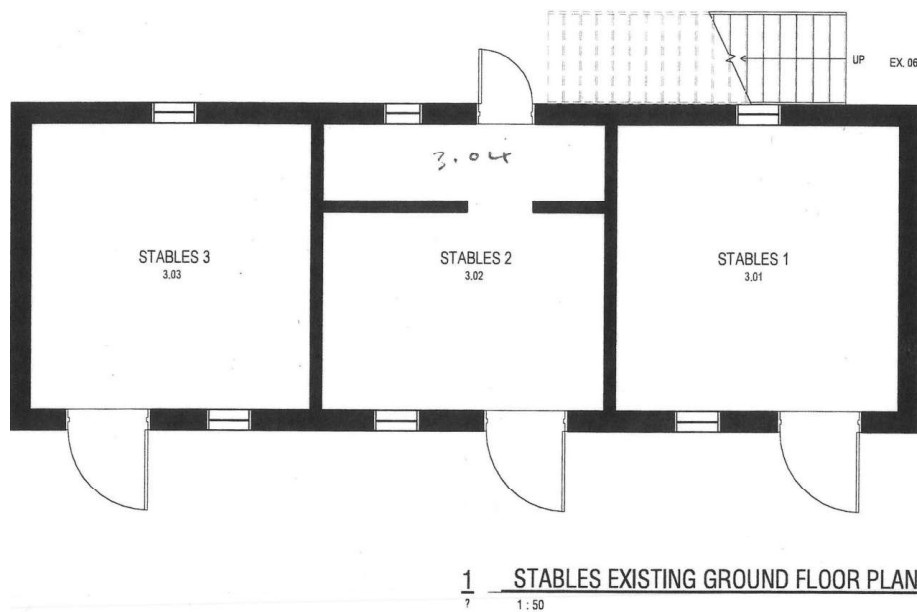 UP EX. 06
3.04
STABLES 3
3.03
STABLES 2
3.02
STABLES 1
3.01
1 STABLES EXISTING GROUND FLOOR PLAN
? 1 : 50